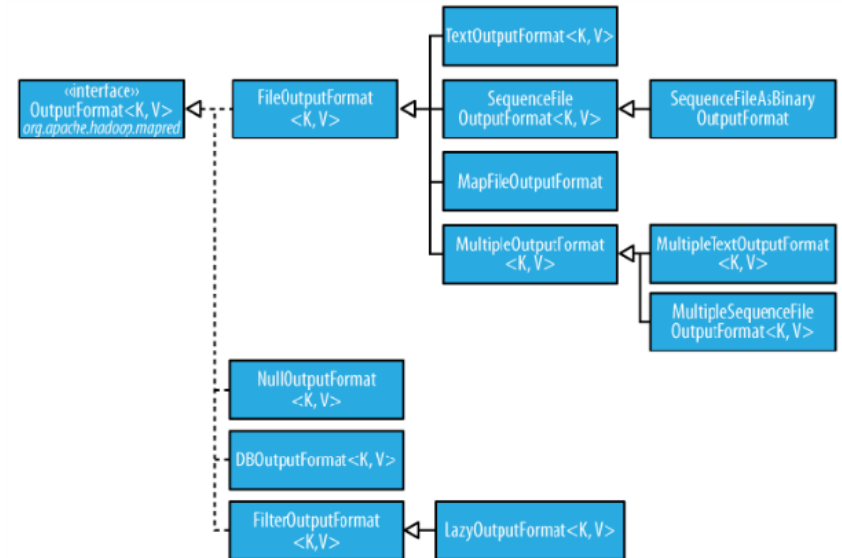 TextOutputFormat<K, V>
«interface»
OutputFormat<K, V>
org.apache.hadoop.mapred
FileOutputFormat
<K, V>
SequenceFile
OutputFormat<K, V>
SequenceFileAsBinary
OutputFormat
MapFileOutputFormat
MultipleOutputFormat
<K, V>
MultipleTextOutputFormat
<K, V>
MultipleSequenceFile
OutputFormat<K, V>
NullOutputFormat
<K, V>
DBOutputFormat<K, V>
FilterOutputFormat
<K,V>
LazyOutputFormat<K, V>